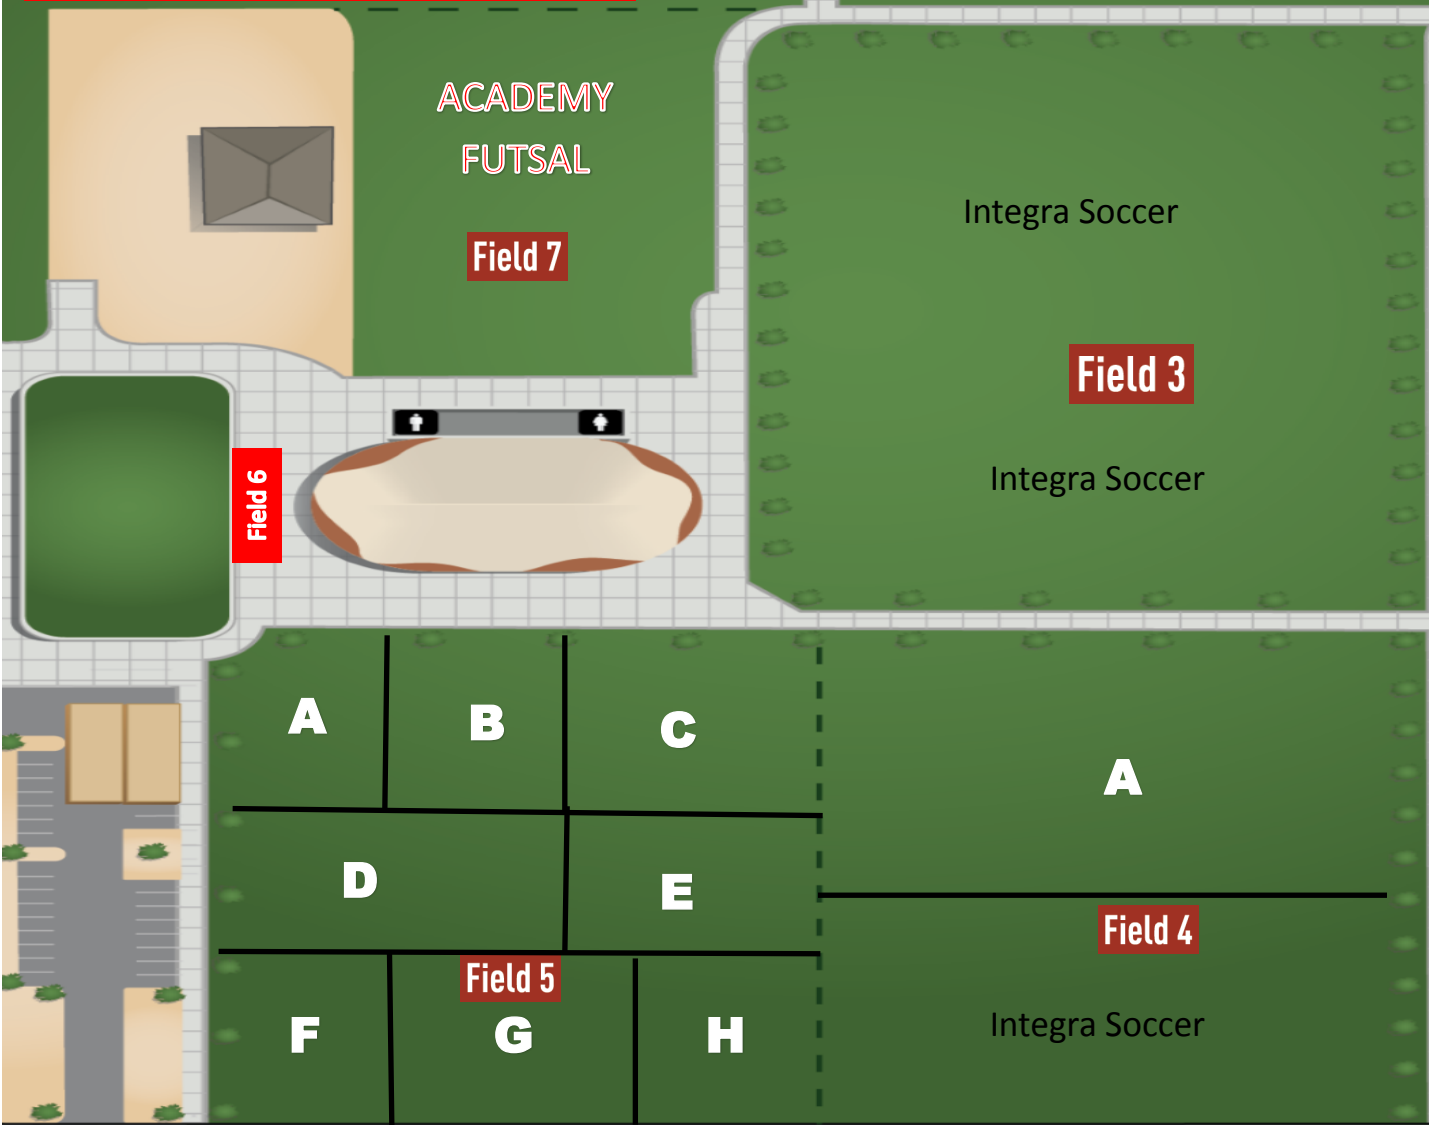 ACADEMY
FUTSAL
Field 7
Integra Soccer
Field 3
Integra Soccer
Field 6
A
B
C
A
D
E
Field 4
Field 5
F
G
H
Integra Soccer